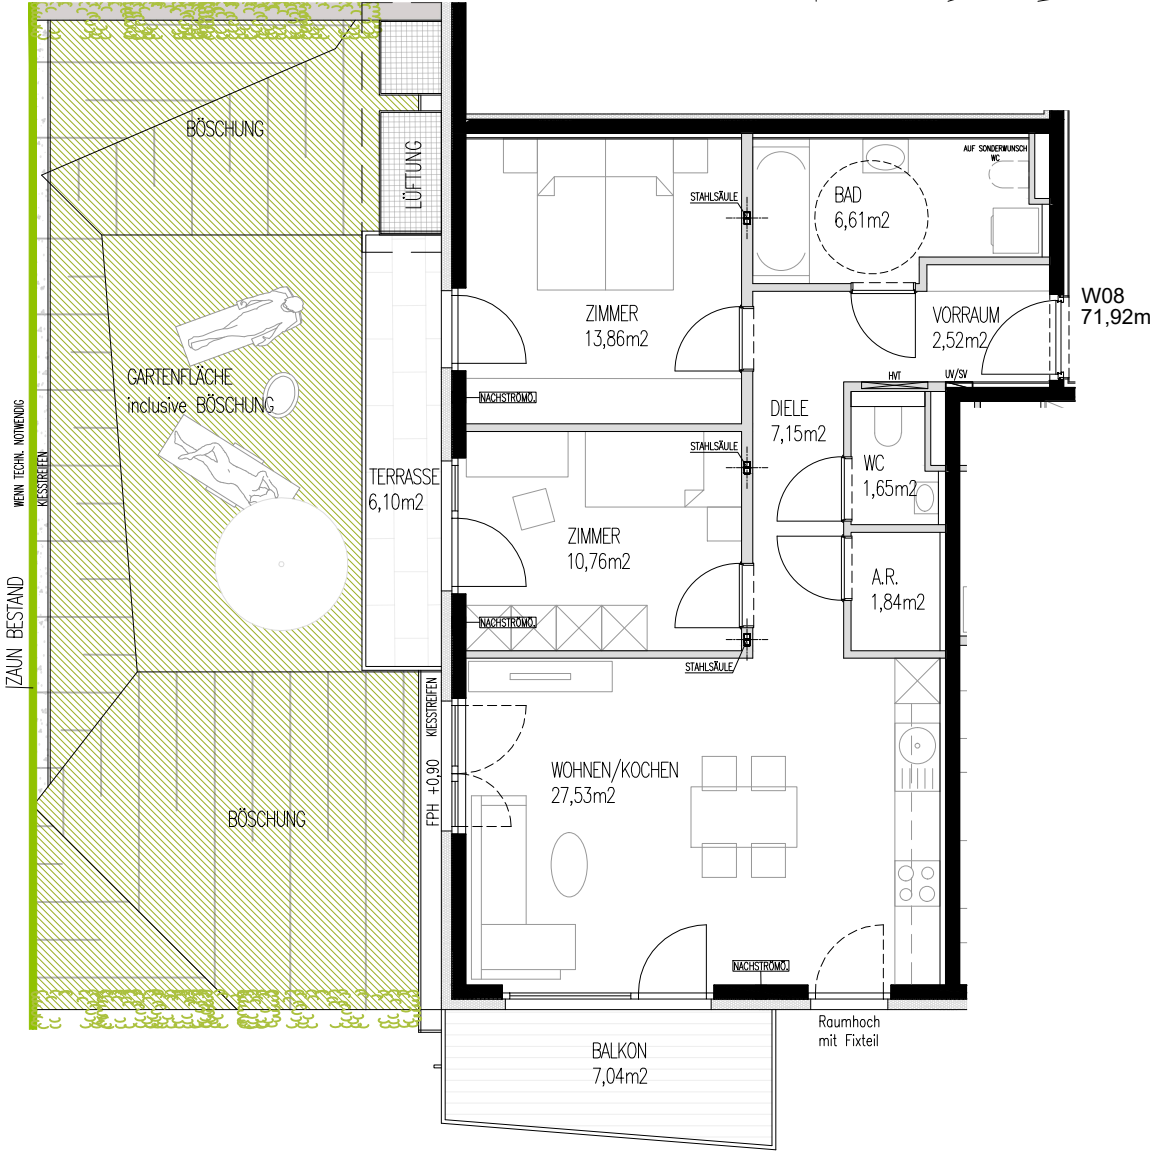 BÖSCHUNG
LÜFTUNG
AUF SONDERWUNSCH
WC
STAHLSÄULE
BAD
6,61m2
ZIMMER
13,86m2
VORRAUM
2,52m2
W08
71,92m
GARTENFLÄCHE
inclusive BÖSCHUNG
NACHSTRÖMÖ.
HVT
UV/SV
DIELE
7,15m2
STAHLSÄULE
WC
1,65m2
WENN TECHN. NOTWENDIG
KIESSTREIFEN
TERRASSE
6,10m2
ZIMMER
10,76m2
A.R.
1,84m2
NACHSTRÖMÖ.
ZAUN BESTAND
STAHLSÄULE
KIESSTREIFEN
FPH +0,90
WOHNEN/KOCHEN
27,53m2
BÖSCHUNG
NACHSTRÖMÖ.
Raumhoch
mit Fixteil
BALKON
7,04m2